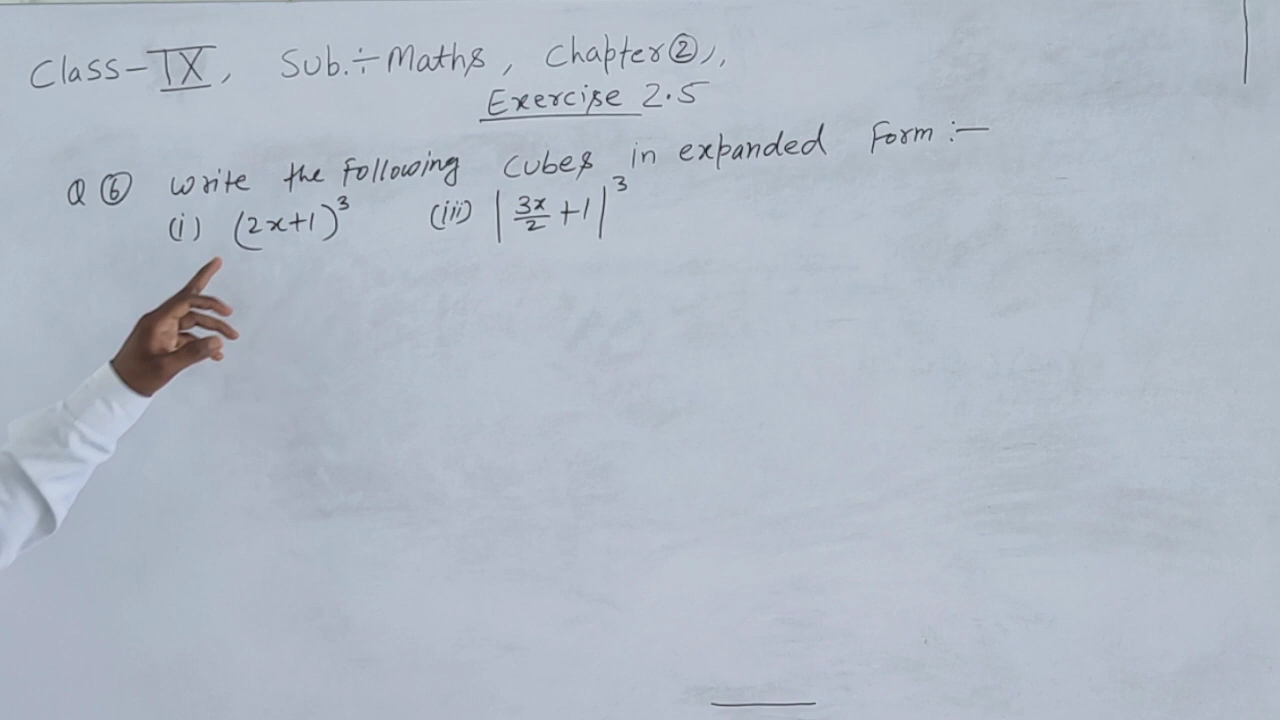 Class-IX, Sub.÷Maths, Chapter②,,
Exercise 2.5
Q ⑥ Write the following cubes in expanded Form:—
(i) (2x+1)³ (iii) |3x/2 +1|³